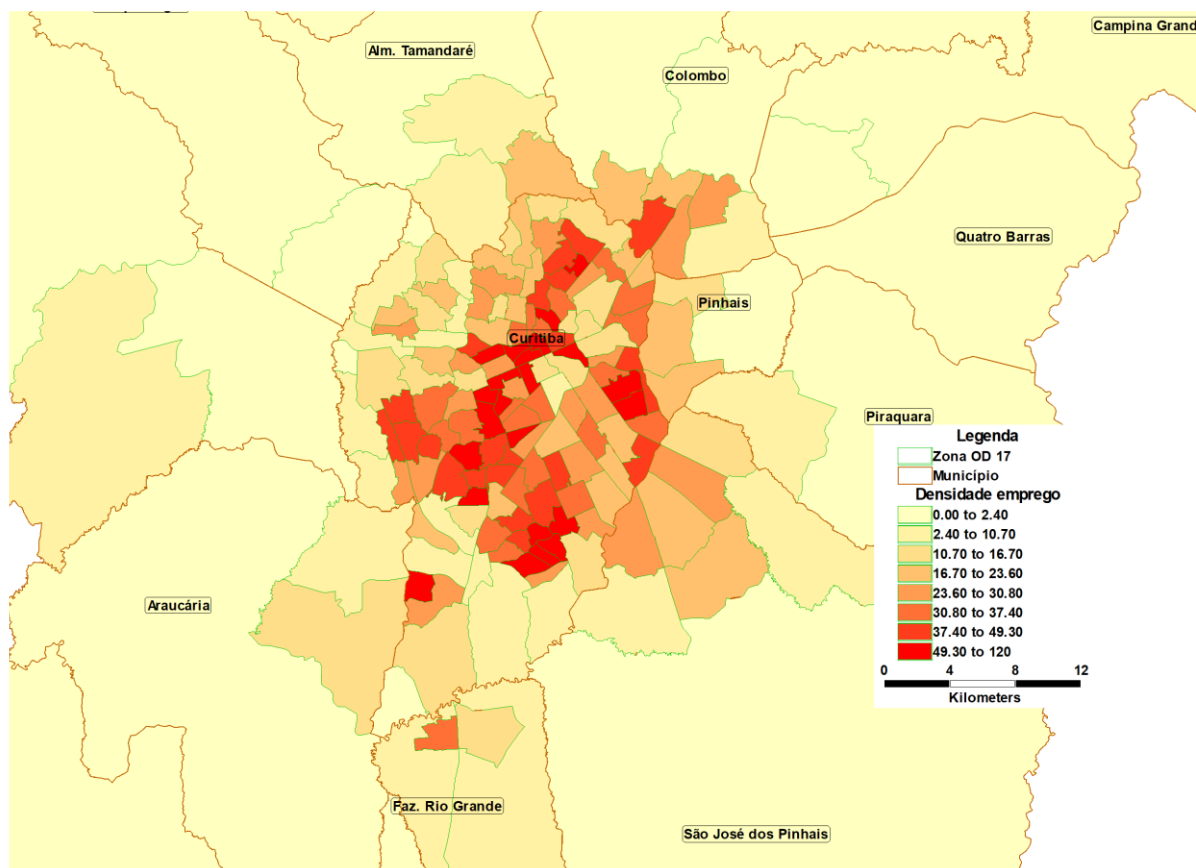 Campina Grand
Alm. Tamandaré
Colombo
Quatro Barras
Pinhais
Curitiba
Piraquara
Legenda
Zona OD 17
Município
Densidade emprego
0.00 to 2.40
2.40 to 10.70
10.70 to 16.70
16.70 to 23.60
23.60 to 30.80
30.80 to 37.40
37.40 to 49.30
49.30 to 120
0 4 8 12
Kilometers
Araucária
Faz. Rio Grande
São José dos Pinhais